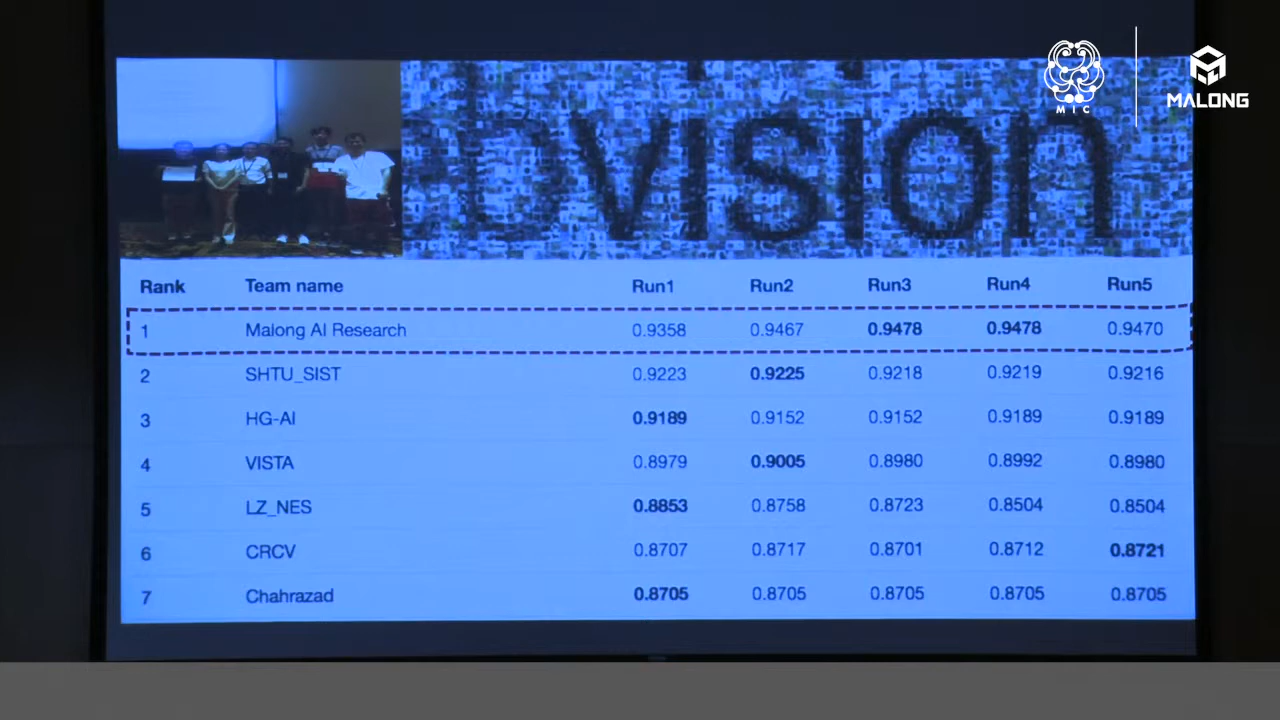 MIC
MALONG
vision
Rank Team name Run1 Run2 Run3 Run4 Run5
1 Malong AI Research 0.9358 0.9467 0.9478 0.9478 0.9470
2 SHTU_SIST 0.9223 0.9225 0.9218 0.9219 0.9216
3 HG-AI 0.9189 0.9152 0.9152 0.9189 0.9189
4 VISTA 0.8979 0.9005 0.8980 0.8992 0.8980
5 LZ_NES 0.8853 0.8758 0.8723 0.8504 0.8504
6 CRCV 0.8707 0.8717 0.8701 0.8712 0.8721
7 Chahrazad 0.8705 0.8705 0.8705 0.8705 0.8705